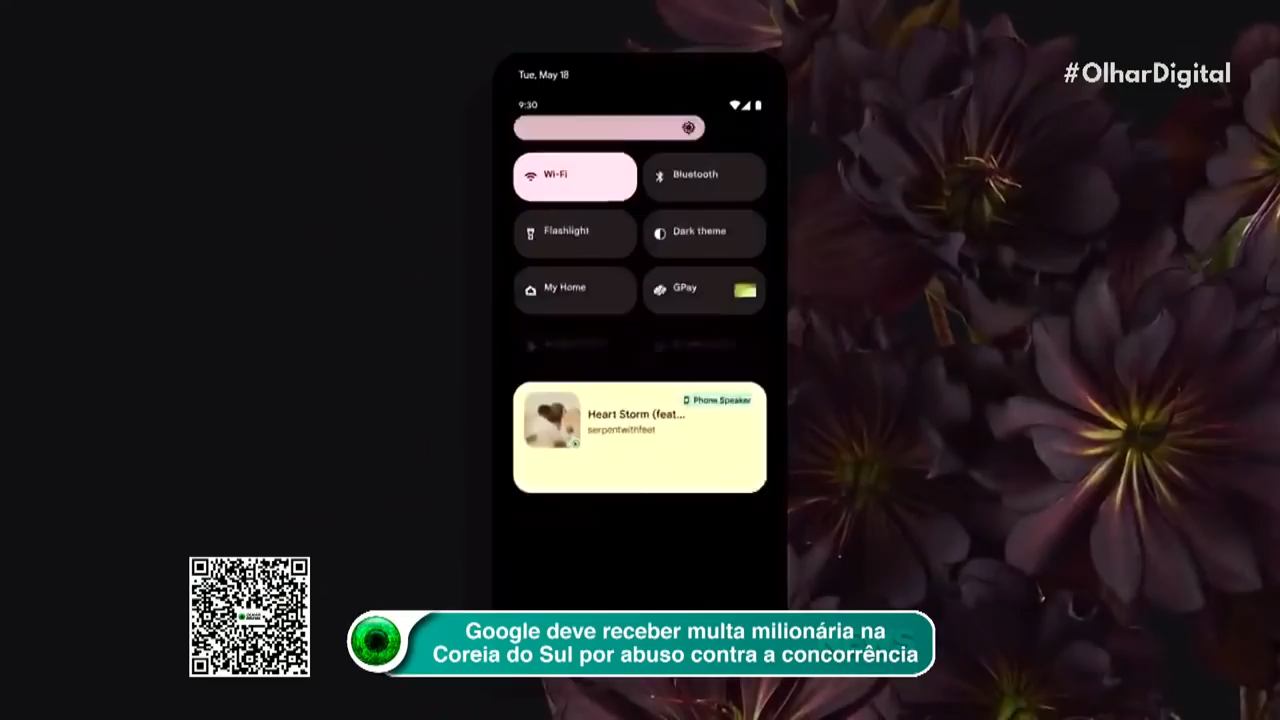 #OlharDigital
Tue, May 18
9:30
Wi-Fi
Bluetooth
Flashlight
Dark theme
My Home
GPay
Phone Speaker
Heart Storm (feat...
serpentwithfeet
Google deve receber multa milionária na
Coreia do Sul por abuso contra a concorrência